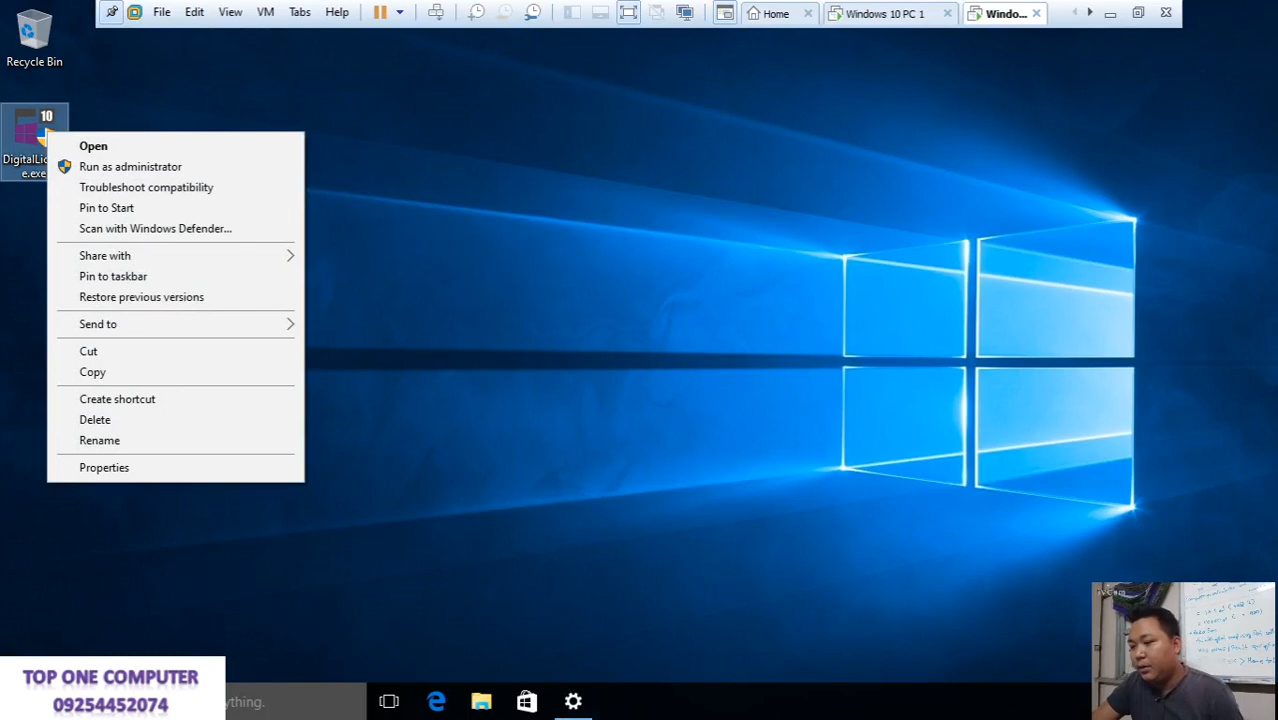 File Edit View VM Tabs Help
Home
Windows 10 PC 1
Windo...
Recycle Bin
10
DigitalLic
e.exe
Open
Run as administrator
Troubleshoot compatibility
Pin to Start
Scan with Windows Defender...
Share with
Pin to taskbar
Restore previous versions
Send to
Cut
Copy
Create shortcut
Delete
Rename
Properties
TOP ONE COMPUTER
09254452074
ything.